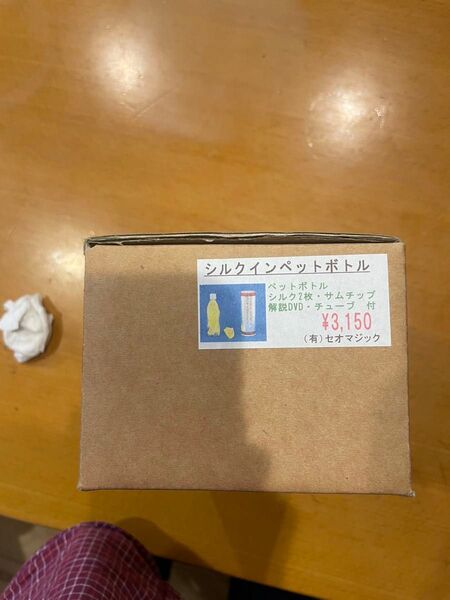 シルクインペットボトル
ペットボトル
シルク2枚・サムチップ
解説DVD・チューブ 付
¥3,150
(有)セオマジック